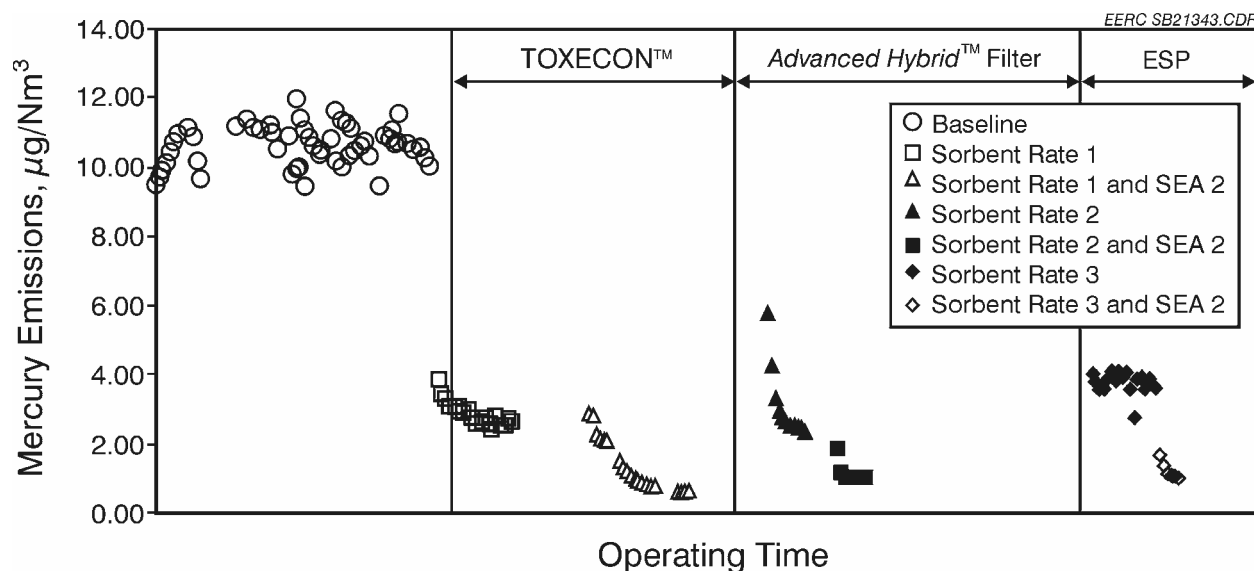 EERC SB21343.CDR
14.00
12.00
10.00
8.00
6.00
4.00
2.00
0.00
Mercury Emissions, µg/Nm³
Operating Time
TOXECON™
Advanced Hybrid™ Filter
ESP
Baseline
Sorbent Rate 1
Sorbent Rate 1 and SEA 2
Sorbent Rate 2
Sorbent Rate 2 and SEA 2
Sorbent Rate 3
Sorbent Rate 3 and SEA 2